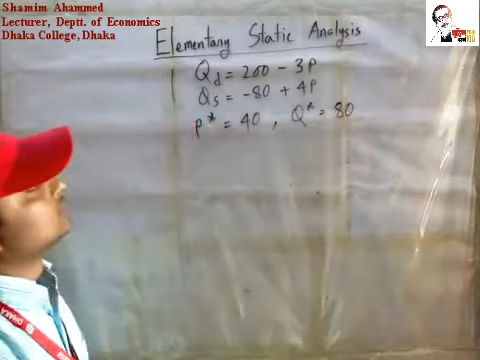 Shamim Ahammed
Lecturer, Deptt. of Economics
Dhaka College, Dhaka
Elementary Static Analysis
Qd = 200 - 3P
Qs = -80 + 4P
P* = 40 , Q* = 80
DHAKA